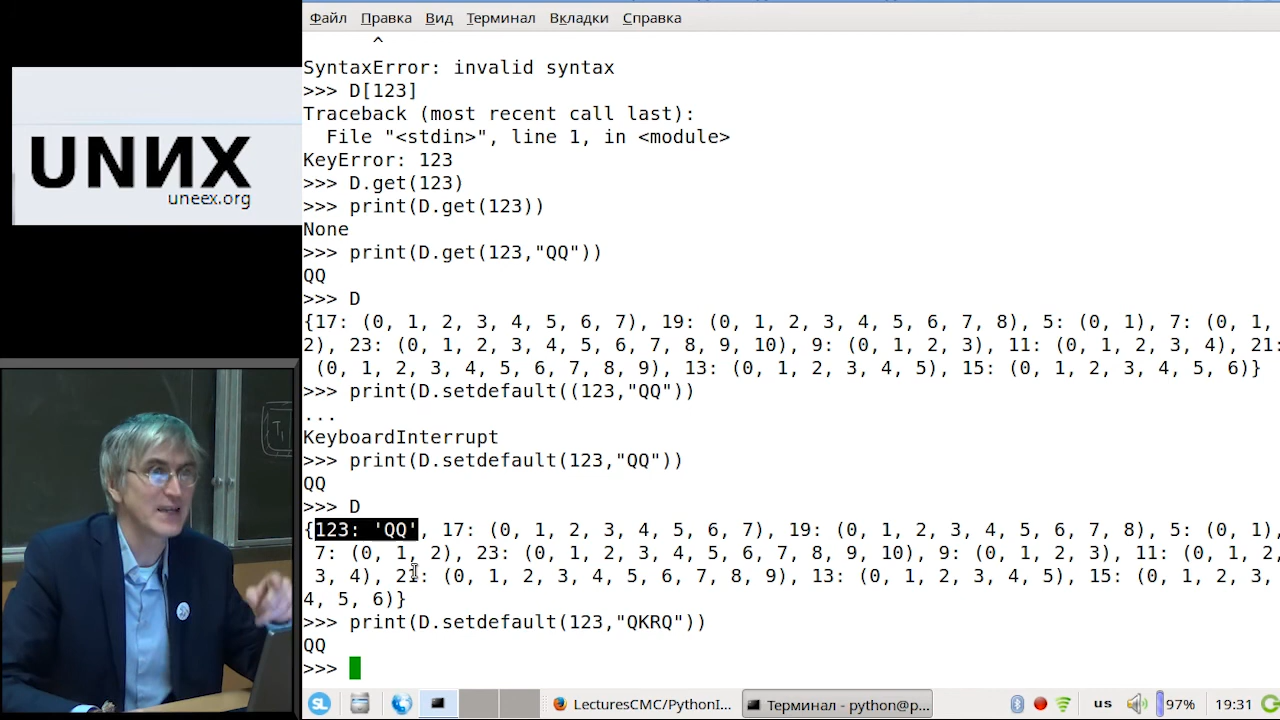 Файл Правка Вид Терминал Вкладки Справка
^
SyntaxError: invalid syntax
>>> D[123]
Traceback (most recent call last):
  File "<stdin>", line 1, in <module>
KeyError: 123
>>> D.get(123)
>>> print(D.get(123))
None
>>> print(D.get(123,"QQ"))
QQ
>>> D
{17: (0, 1, 2, 3, 4, 5, 6, 7), 19: (0, 1, 2, 3, 4, 5, 6, 7, 8), 5: (0, 1), 7: (0, 1,
2), 23: (0, 1, 2, 3, 4, 5, 6, 7, 8, 9, 10), 9: (0, 1, 2, 3), 11: (0, 1, 2, 3, 4), 21:
 (0, 1, 2, 3, 4, 5, 6, 7, 8, 9), 13: (0, 1, 2, 3, 4, 5), 15: (0, 1, 2, 3, 4, 5, 6)}
>>> print(D.setdefault((123,"QQ"))
...
KeyboardInterrupt
>>> print(D.setdefault(123,"QQ"))
QQ
>>> D
{123: 'QQ', 17: (0, 1, 2, 3, 4, 5, 6, 7), 19: (0, 1, 2, 3, 4, 5, 6, 7, 8), 5: (0, 1)
7: (0, 1, 2), 23: (0, 1, 2, 3, 4, 5, 6, 7, 8, 9, 10), 9: (0, 1, 2, 3), 11: (0, 1, 2
 3, 4), 21: (0, 1, 2, 3, 4, 5, 6, 7, 8, 9), 13: (0, 1, 2, 3, 4, 5), 15: (0, 1, 2, 3,
4, 5, 6)}
>>> print(D.setdefault(123,"QKRQ"))
QQ
>>>
UNИX
uneex.org
LecturesCMC/PythonI... Терминал - python@p... us 97% 19:31